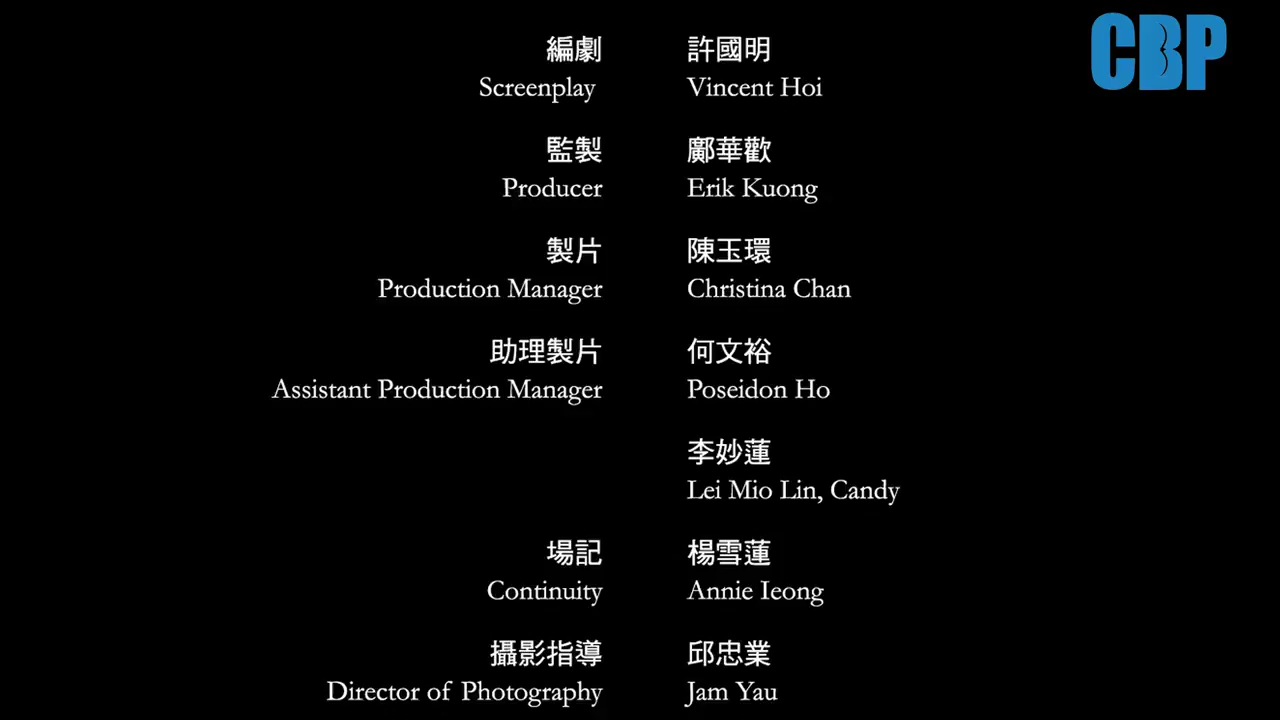 CBP
編劇 許國明
Screenplay Vincent Hoi
監製 鄺華歡
Producer Erik Kuong
製片 陳玉環
Production Manager Christina Chan
助理製片 何文裕
Assistant Production Manager Poseidon Ho
李妙蓮
Lei Mio Lin, Candy
場記 楊雪蓮
Continuity Annie Ieong
攝影指導 邱忠業
Director of Photography Jam Yau